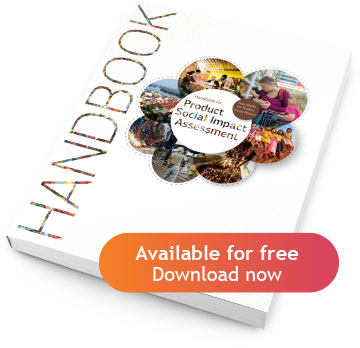 HANDBOOK
Handbook for
Product
Social Impact
Assessment
Available for free
Download now